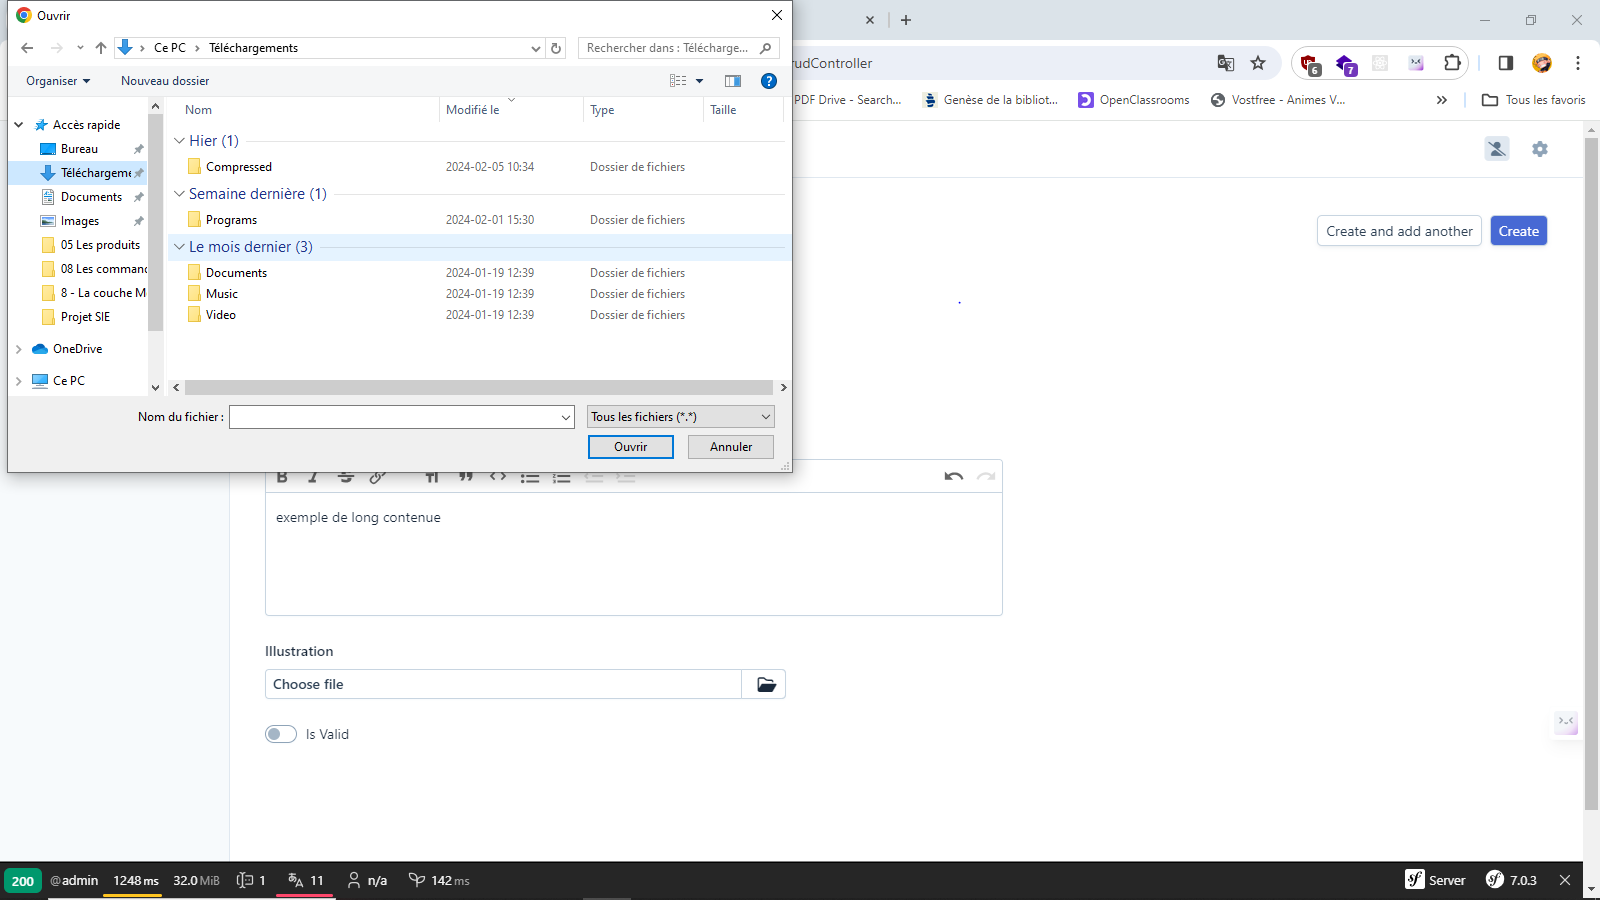 Ouvrir
Ce PC › Téléchargements
Rechercher dans : Télécharge...
Organiser
Nouveau dossier
Accès rapide
Bureau
Téléchargeme
Documents
Images
05 Les produits
08 Les comman
8 - La couche M
Projet SIE
OneDrive
Ce PC
Nom
Modifié le
Type
Taille
Hier (1)
Compressed 2024-02-05 10:34 Dossier de fichiers
Semaine dernière (1)
Programs 2024-02-01 15:30 Dossier de fichiers
Le mois dernier (3)
Documents 2024-01-19 12:39 Dossier de fichiers
Music 2024-01-19 12:39 Dossier de fichiers
Video 2024-01-19 12:39 Dossier de fichiers
Nom du fichier :
Tous les fichiers (*.*)
Ouvrir
Annuler
rudController
6
7
PDF Drive - Search...
Genèse de la bibliot...
OpenClassrooms
Vostfree - Animes V...
»
Tous les favoris
Create and add another
Create
exemple de long contenue
Illustration
Choose file
Is Valid
200 @admin 1248 ms 32.0 MiB 1 11 n/a 142 ms
Server 7.0.3